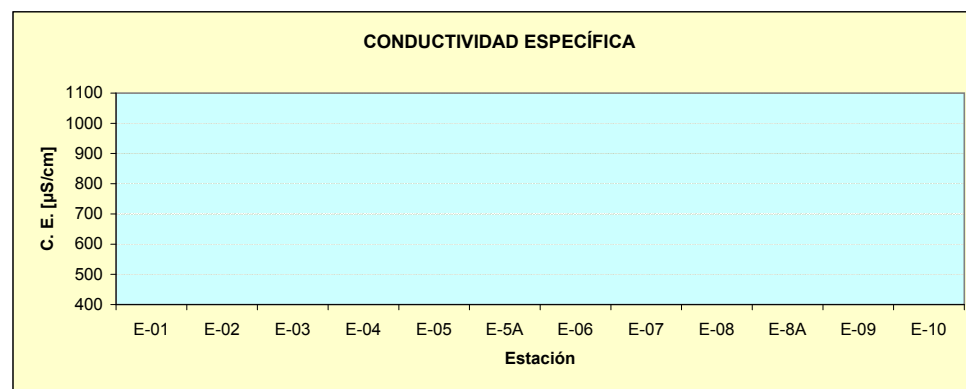 CONDUCTIVIDAD ESPECÍFICA
1100
1000
900
800
700
600
500
400
C. E. [µS/cm]
E-01 E-02 E-03 E-04 E-05 E-5A E-06 E-07 E-08 E-8A E-09 E-10
Estación